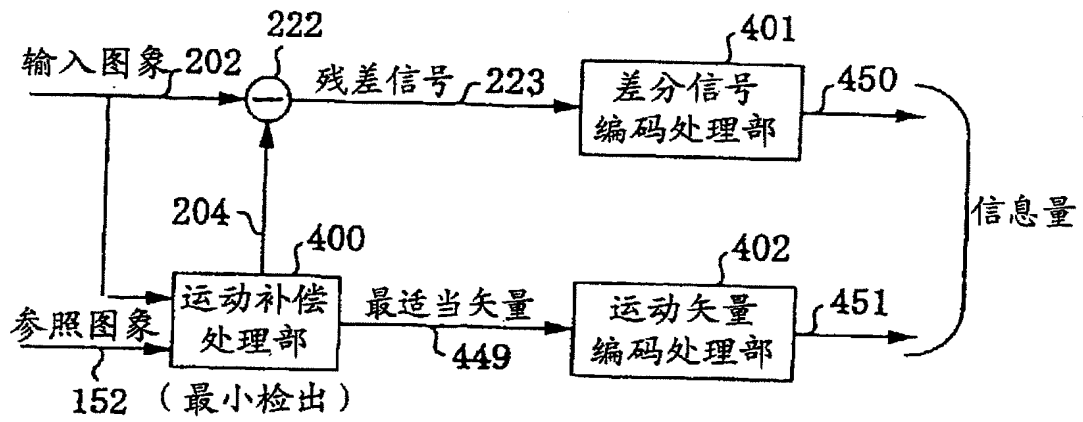 222
输入图象
202
残差信号
223
401
差分信号
编码处理部
450
信息量
204
400
运动补偿
处理部
参照图象
152
(最小检出)
最适当矢量
449
402
运动矢量
编码处理部
451